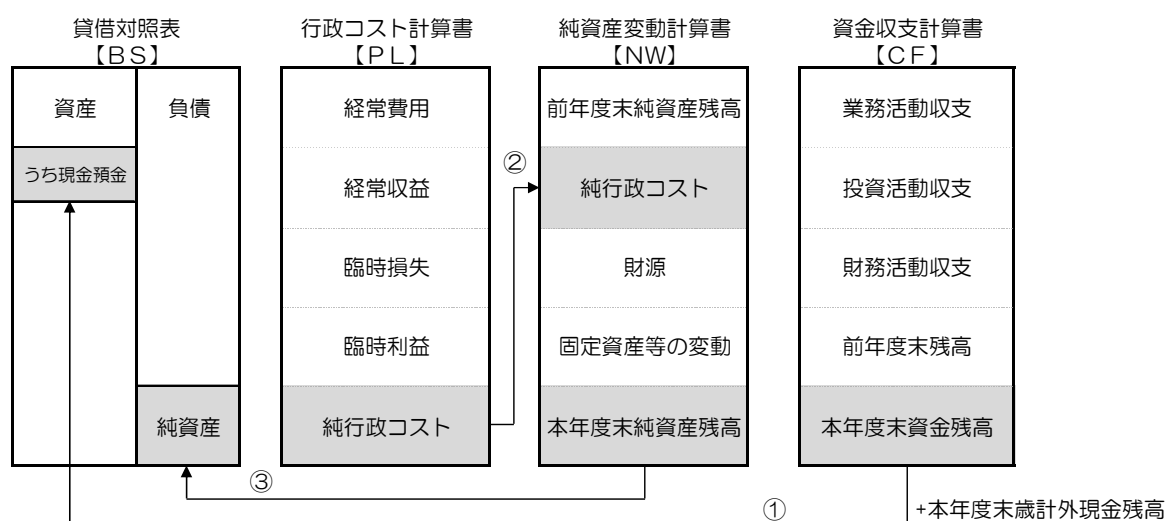 貸借対照表
【BS】
資産
負債
うち現金預金
純資産
行政コスト計算書
【PL】
経常費用
経常収益
臨時損失
臨時利益
純行政コスト
純資産変動計算書
【NW】
前年度末純資産残高
②
純行政コスト
財源
固定資産等の変動
本年度末純資産残高
資金収支計算書
【CF】
業務活動収支
投資活動収支
財務活動収支
前年度末残高
本年度末資金残高
③
①
+本年度末歳計外現金残高